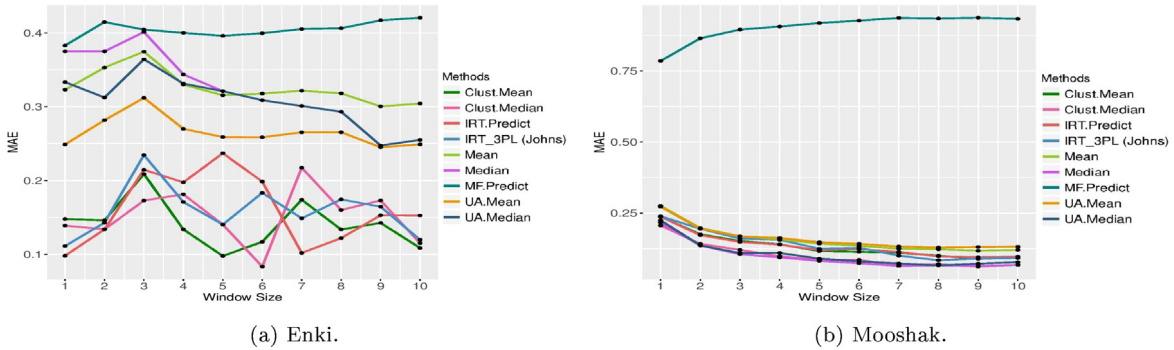 0.4
0.3
0.2
0.1
MAE
1 2 3 4 5 6 7 8 9 10
Window Size
Methods
Clust.Mean
Clust.Median
IRT.Predict
IRT_3PL (Johns)
Mean
Median
MF.Predict
UA.Mean
UA.Median
(a) Enki.
0.75
0.50
0.25
MAE
1 2 3 4 5 6 7 8 9 10
Window Size
Methods
Clust.Mean
Clust.Median
IRT.Predict
IRT_3PL (Johns)
Mean
Median
MF.Predict
UA.Mean
UA.Median
(b) Mooshak.